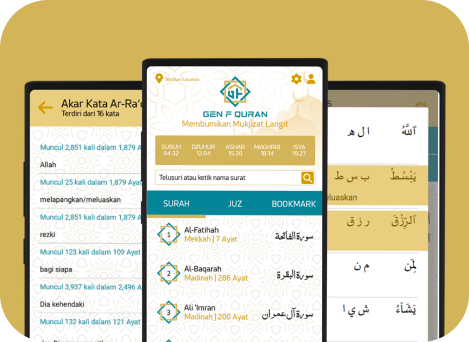 Akar Kata Ar-Ra'd
Terdiri dari 16 kata
Muncul 2,851 kali dalam 1,879 A
Allah
Muncul 25 kali dalam 1,879 Ayat
melapangkan/meluaskan
Muncul 2,851 kali dalam 1,879 A
rezki
Muncul 123 kali dalam 109 Ayat
bagi siapa
Muncul 3,937 kali dalam 2,496 A
Dia kehendaki
Muncul 132 kali dalam 121 Ayat
GEN F QURAN
Membumikan Mukjizat Langit
SUBUH DZUHUR ASHAR MAGHRIB ISYA
04:32 12:04 15:20 18:14 19:27
Telusuri atau ketik nama surat
SURAH JUZ BOOKMARK
1 Al-Fatihah سورة الفاتحة
Mekkah | 7 Ayat
2 Al-Baqarah سورة البقرة
Madinah | 286 Ayat
3 Ali 'Imran سورة آل عمران
Madinah | 200 Ayat
ٱللَّهُ ا ل ه
يَبْسُطُ ب س ط
luaskan
ٱلرِّزْقَ ر ز ق
لِمَن م ن
يَشَآءُ ش ي ا